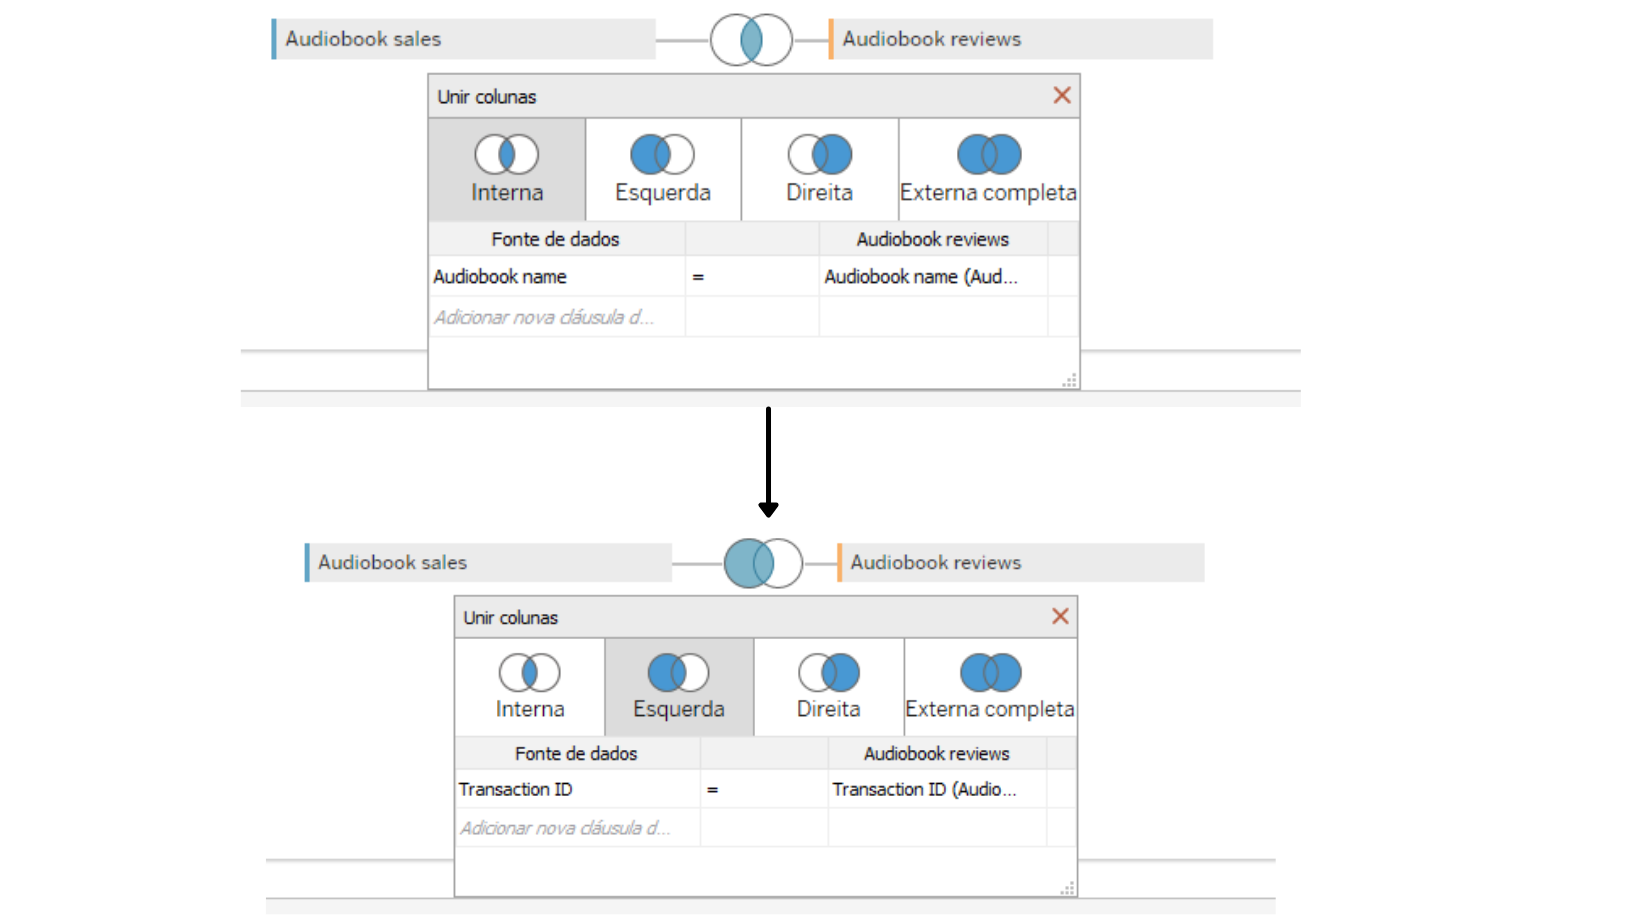 Audiobook sales
Audiobook reviews
Unir colunas
Interna
Esquerda
Direita
Externa completa
Fonte de dados
Audiobook reviews
Audiobook name
=
Audiobook name (Aud...
Adicionar nova cláusula d...
Audiobook sales
Audiobook reviews
Unir colunas
Interna
Esquerda
Direita
Externa completa
Fonte de dados
Audiobook reviews
Transaction ID
=
Transaction ID (Audio...
Adicionar nova cláusula d...